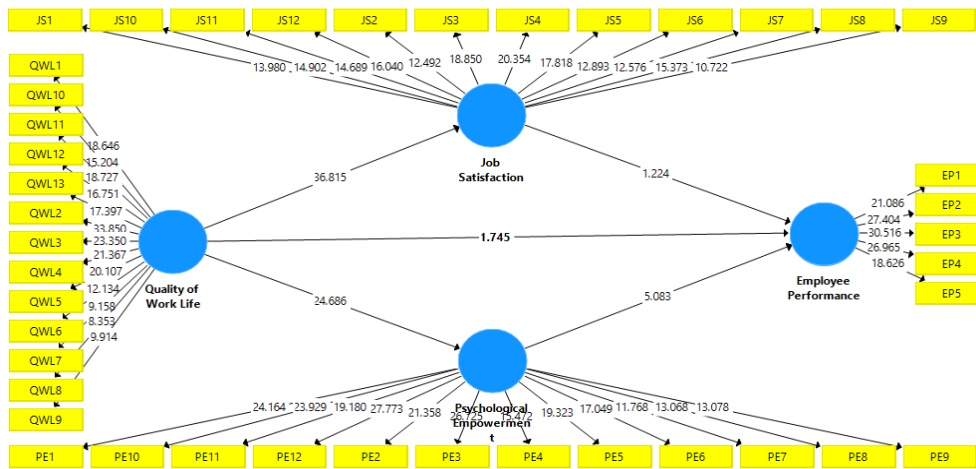 JS1 JS10 JS11 JS12 JS2 JS3 JS4 JS5 JS6 JS7 JS8 JS9
13.980 14.902 14.689 16.040 12.492 18.850 20.354 17.818 12.893 12.576 15.373 10.722
QWL1
QWL10
QWL11
QWL12
QWL13
QWL2
QWL3
QWL4
QWL5
QWL6
QWL7
QWL8
QWL9
18.646
15.204
18.727
16.751
17.397
33.850
23.350
21.367
20.107
12.134
9.158
8.353
9.914
Quality of
Work Life
Job
Satisfaction
36.815
1.224
1.745
24.686
5.083
Employee
Performance
21.086
27.404
30.516
26.965
18.626
EP1
EP2
EP3
EP4
EP5
Psychological
Empowermen
t
24.164 23.929 19.180 27.773 21.358 26.725 15.472 19.323 17.049 11.768 13.068 13.078
PE1 PE10 PE11 PE12 PE2 PE3 PE4 PE5 PE6 PE7 PE8 PE9